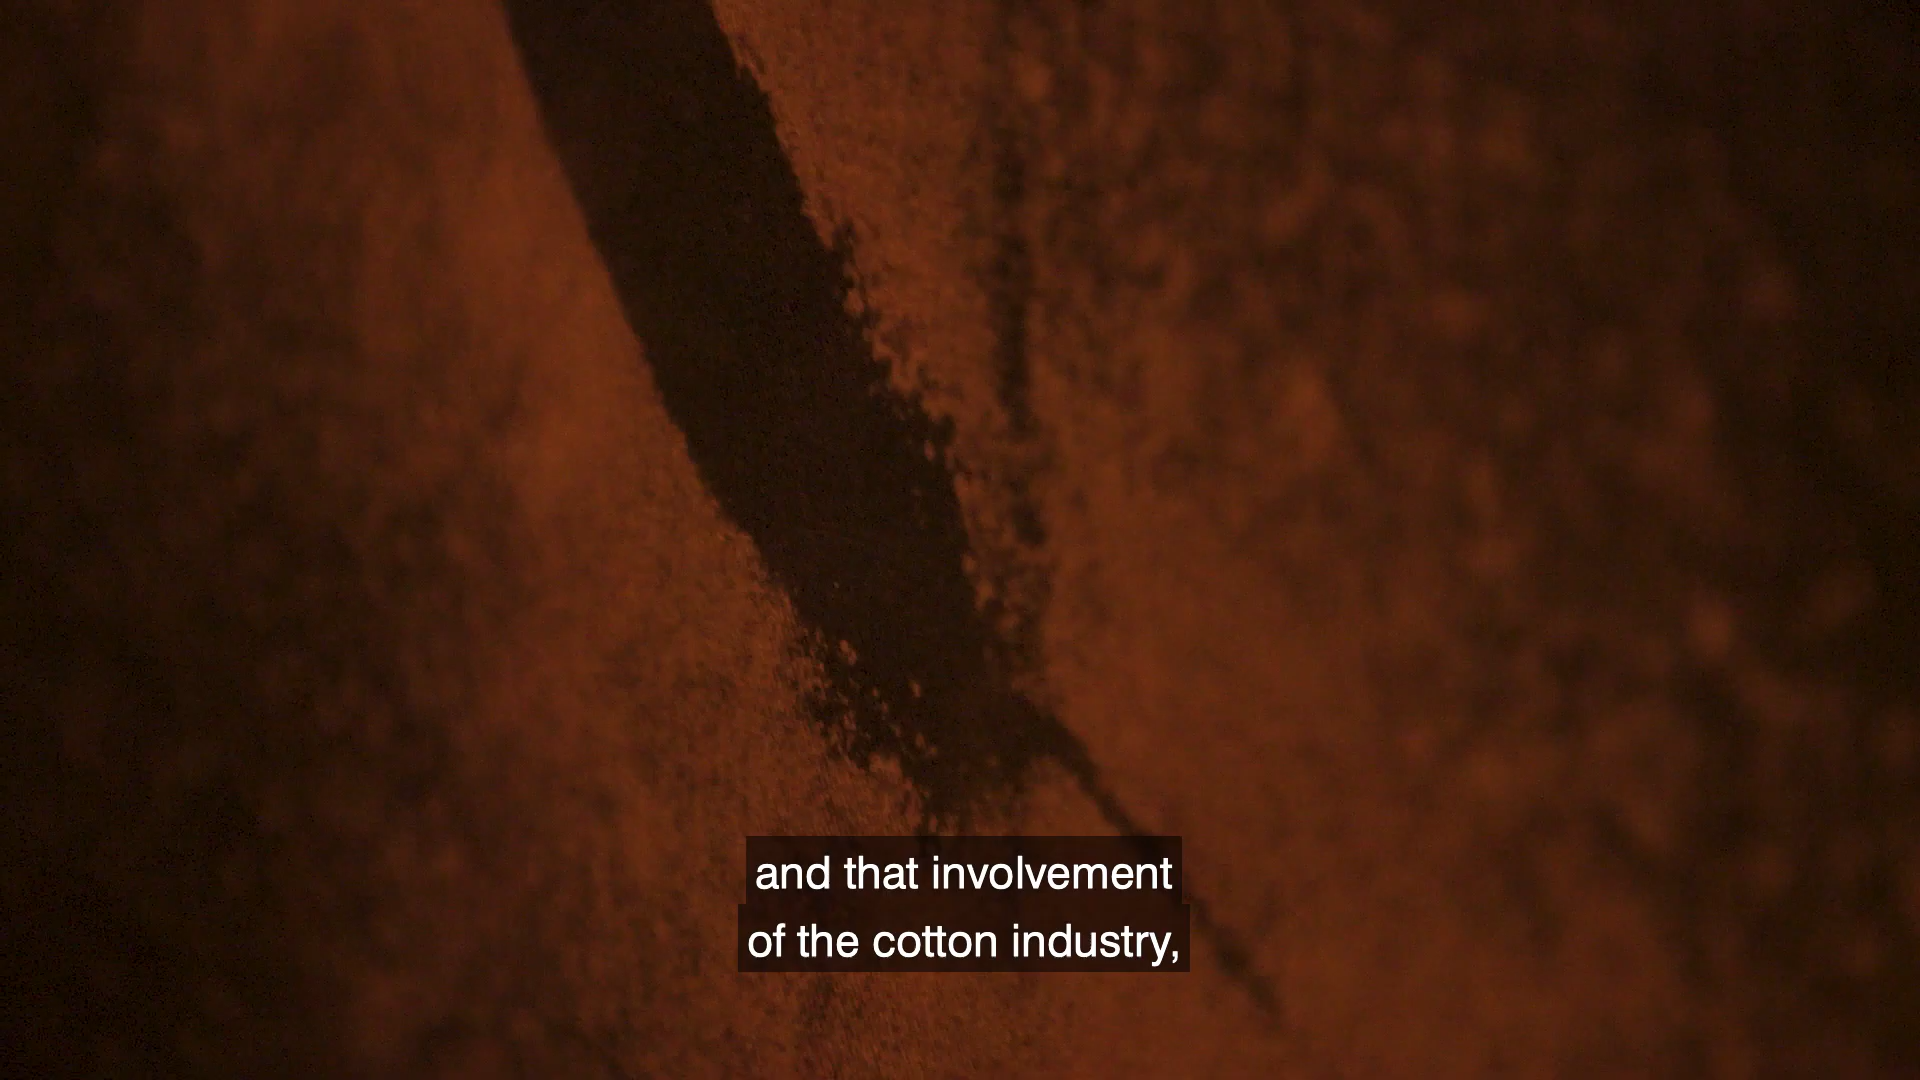 and that involvement
of the cotton industry,